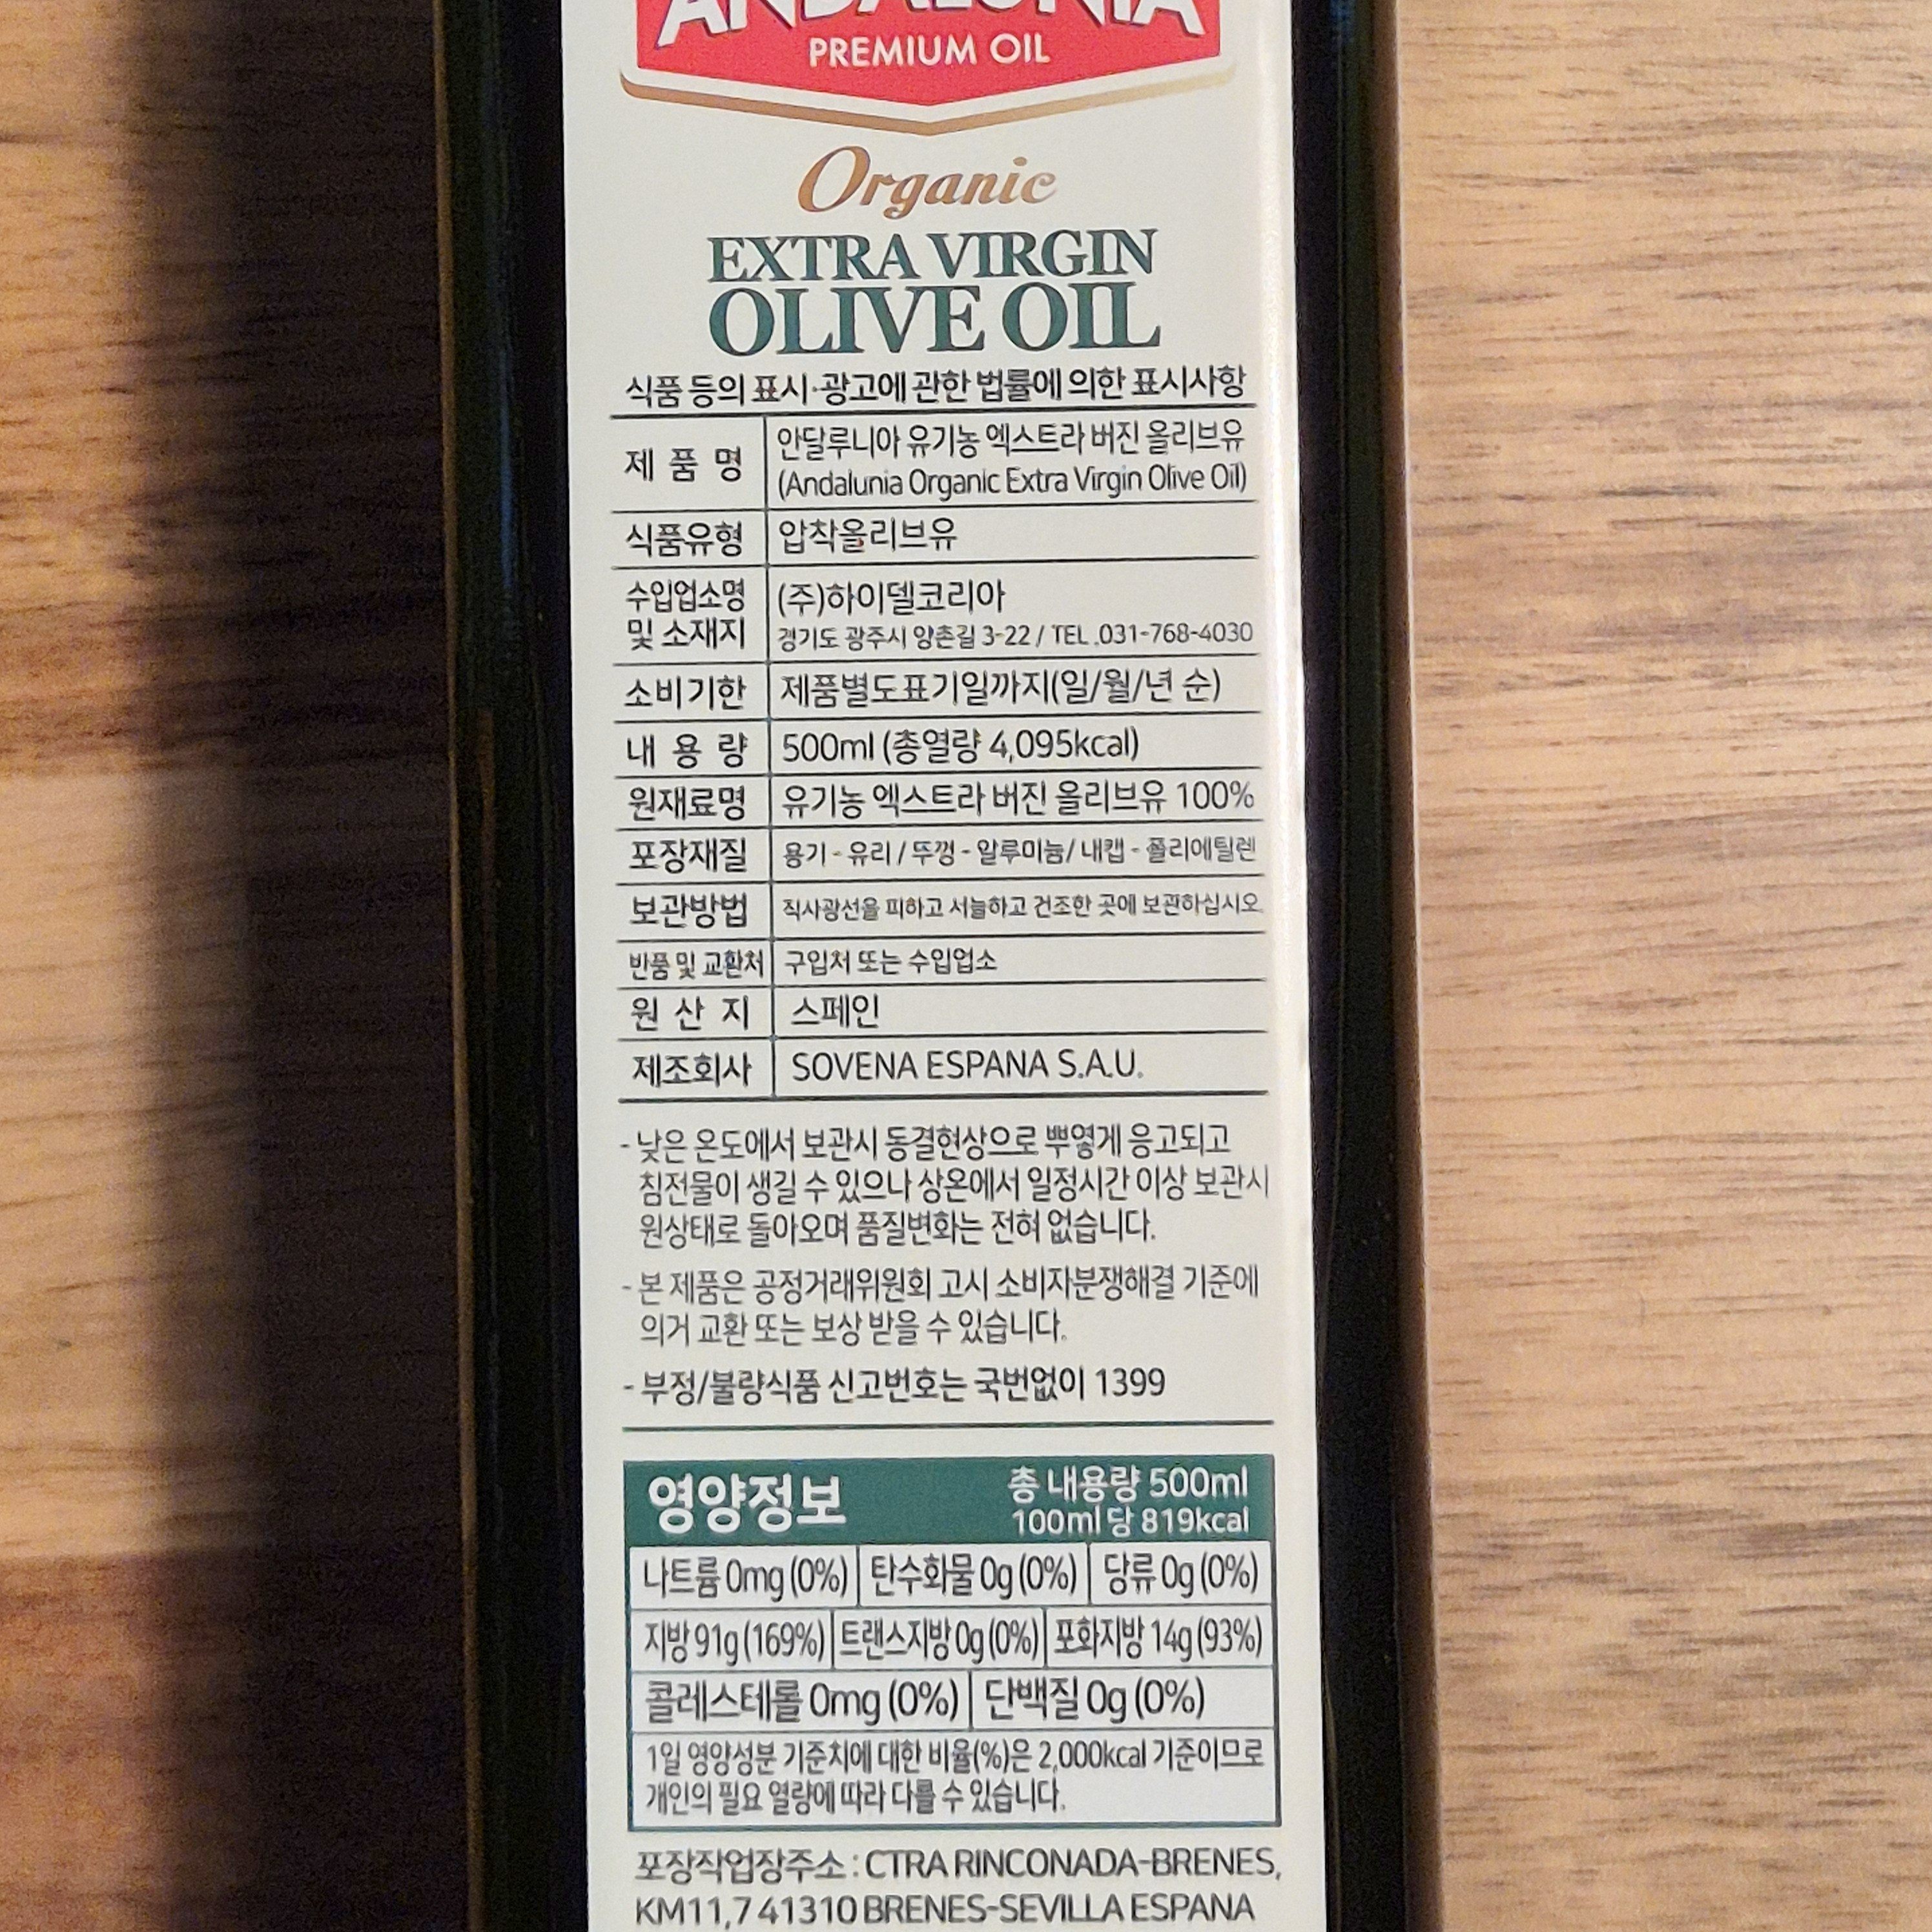 ANDALUNIA
PREMIUM OIL
Organic
EXTRA VIRGIN
OLIVE OIL
식품 등의 표시·광고에 관한 법률에 의한 표시사항
제 품 명 안달루니아 유기농 엑스트라 버진 올리브유
(Andalunia Organic Extra Virgin Olive Oil)
식품유형 압착올리브유
수입업소명 (주)하이델코리아
및 소재지 경기도 광주시 양촌길 3-22 / TEL.031-768-4030
소비기한 제품별도표기일까지(일/월/년 순)
내 용 량 500ml (총열량 4,095kcal)
원재료명 유기농 엑스트라 버진 올리브유 100%
포장재질 용기 - 유리 / 뚜껑 - 알루미늄 / 내캡 - 폴리에틸렌
보관방법 직사광선을 피하고 서늘하고 건조한 곳에 보관하십시오.
반품 및 교환처 구입처 또는 수입업소
원 산 지 스페인
제조회사 SOVENA ESPANA S.A.U.
- 낮은 온도에서 보관시 동결현상으로 뿌옇게 응고되고
침전물이 생길 수 있으나 상온에서 일정시간 이상 보관시
원상태로 돌아오며 품질변화는 전혀 없습니다.
- 본 제품은 공정거래위원회 고시 소비자분쟁해결 기준에
의거 교환 또는 보상 받을 수 있습니다.
- 부정/불량식품 신고번호는 국번없이 1399
영양정보 총 내용량 500ml
100ml 당 819kcal
나트륨 0mg (0%) 탄수화물 0g (0%) 당류 0g (0%)
지방 91g (169%) 트랜스지방 0g (0%) 포화지방 14g (93%)
콜레스테롤 0mg (0%) 단백질 0g (0%)
1일 영양성분 기준치에 대한 비율(%)은 2,000kcal 기준이므로
개인의 필요 열량에 따라 다를 수 있습니다.
포장작업장주소 : CTRA RINCONADA-BRENES,
KM11,7 41310 BRENES-SEVILLA ESPANA